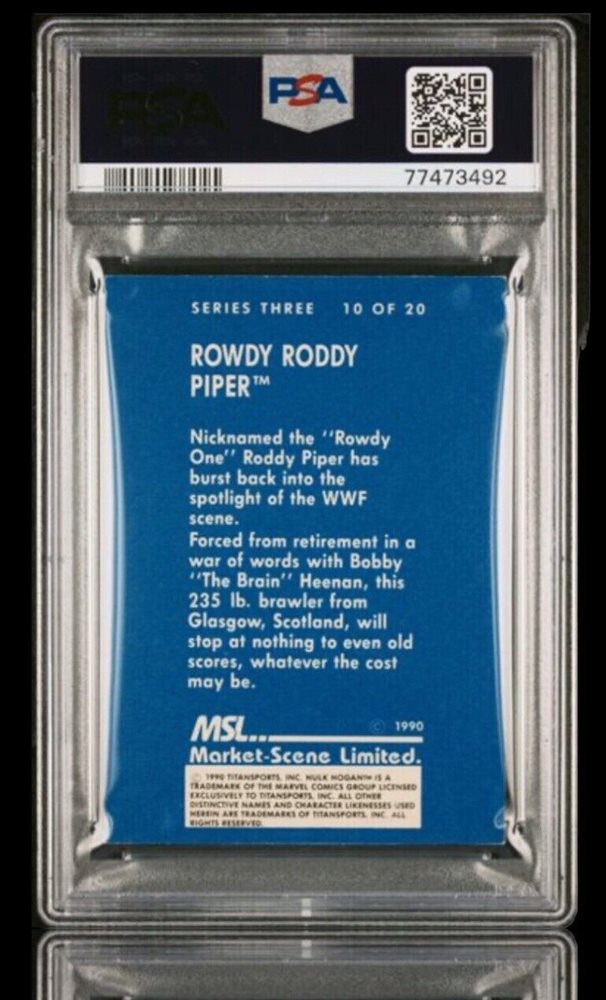 PSA
PSA
77473492
SERIES THREE 10 OF 20
ROWDY RODDY
PIPER™
Nicknamed the ''Rowdy
One'' Roddy Piper has
burst back into the
spotlight of the WWF
scene.
Forced from retirement in a
war of words with Bobby
''The Brain'' Heenan, this
235 lb. brawler from
Glasgow, Scotland, will
stop at nothing to even old
scores, whatever the cost
may be.
MSL... © 1990
Market-Scene Limited.
© 1990 TITANSPORTS, INC. HULK HOGAN™ IS A
TRADEMARK OF THE MARVEL COMICS GROUP LICENSED
EXCLUSIVELY TO TITANSPORTS, INC. ALL OTHER
DISTINCTIVE NAMES AND CHARACTER LIKENESSES USED
HEREIN ARE TRADEMARKS OF TITANSPORTS, INC. ALL
RIGHTS RESERVED.